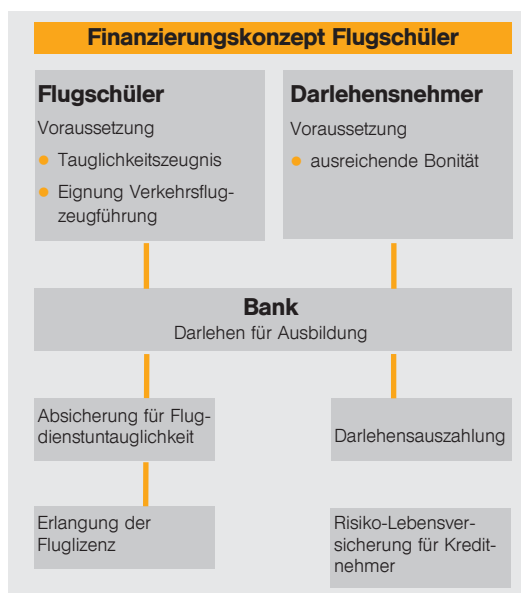 Finanzierungskonzept Flugschüler
Flugschüler
Voraussetzung
Tauglichkeitszeugnis
Eignung Verkehrsflug-
zeugführung
Darlehensnehmer
Voraussetzung
ausreichende Bonität
Bank
Darlehen für Ausbildung
Absicherung für Flug-
dienstuntauglichkeit
Darlehensauszahlung
Erlangung der
Fluglizenz
Risiko-Lebensver-
sicherung für Kredit-
nehmer